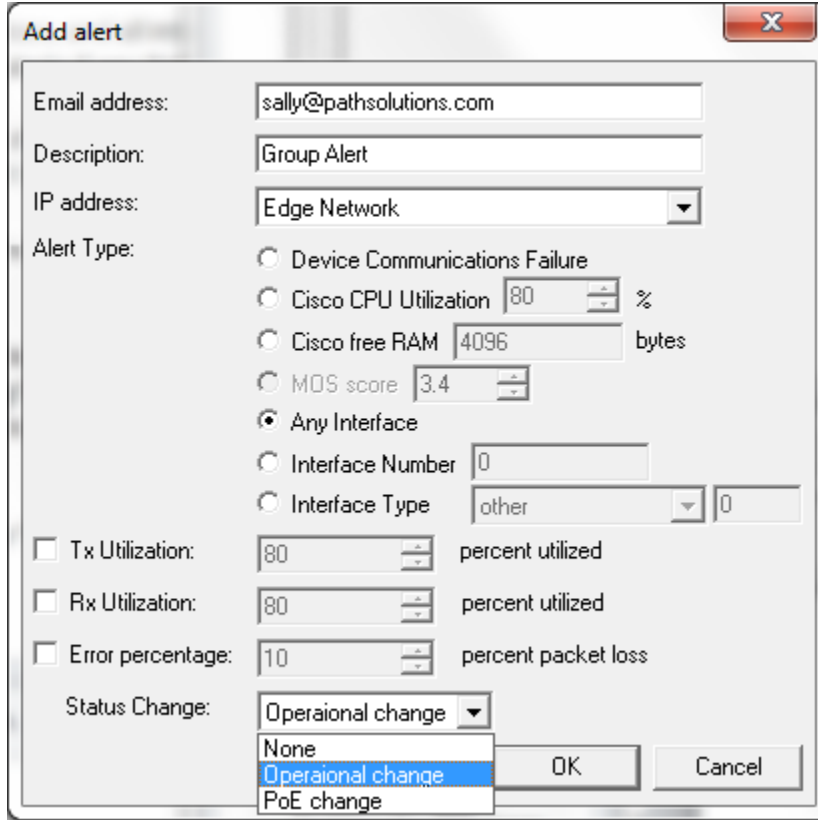 Add alert
Email address: sally@pathsolutions.com
Description: Group Alert
IP address: Edge Network
Alert Type: Device Communications Failure
Cisco CPU Utilization 80 %
Cisco free RAM 4096 bytes
MOS score 3.4
Any Interface
Interface Number 0
Interface Type other 0
Tx Utilization: 80 percent utilized
Rx Utilization: 80 percent utilized
Error percentage: 10 percent packet loss
Status Change: Operaional change
None
Operaional change
PoE change
OK Cancel